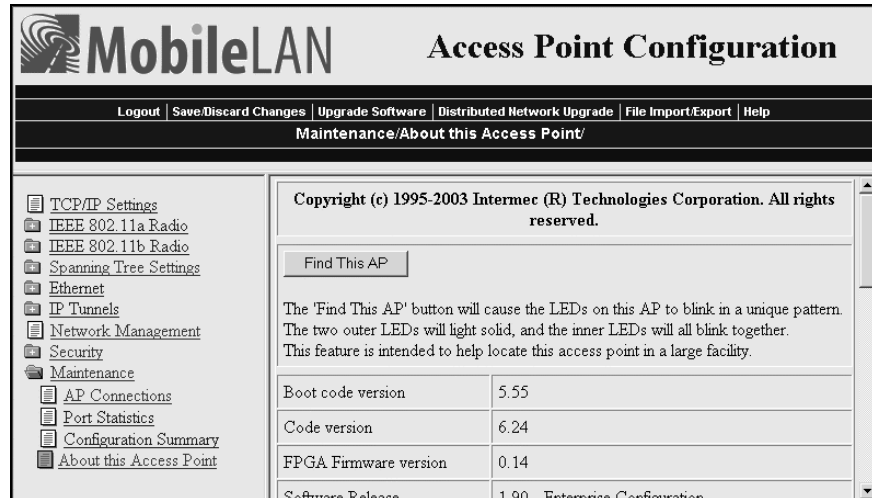 MobileLAN
Access Point Configuration
Logout | Save/Discard Changes | Upgrade Software | Distributed Network Upgrade | File Import/Export | Help
Maintenance/About this Access Point/
TCP/IP Settings
IEEE 802.11a Radio
IEEE 802.11b Radio
Spanning Tree Settings
Ethernet
IP Tunnels
Network Management
Security
Maintenance
AP Connections
Port Statistics
Configuration Summary
About this Access Point
Copyright (c) 1995-2003 Intermec (R) Technologies Corporation. All rights
reserved.
Find This AP
The 'Find This AP' button will cause the LEDs on this AP to blink in a unique pattern.
The two outer LEDs will light solid, and the inner LEDs will all blink together.
This feature is intended to help locate this access point in a large facility.
Boot code version 5.55
Code version 6.24
FPGA Firmware version 0.14
Software Release 1.90 - Enterprise Configuration